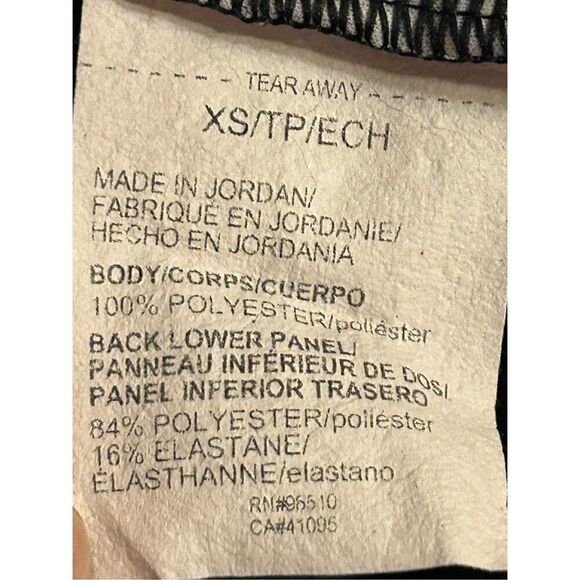 TEAR AWAY
XS/TP/ECH
MADE IN JORDAN/
FABRIQUÉ EN JORDANIE/
HECHO EN JORDANIA
BODY/CORPS/CUERPO
100% POLYESTER/poliéster
BACK LOWER PANEL/
PANNEAU INFÉRIEUR DE DOS/
PANEL INFERIOR TRASERO
84% POLYESTER/poliéster
16% ELASTANE/
ÉLASTHANNE/elastano
RN#96510
CA#41095